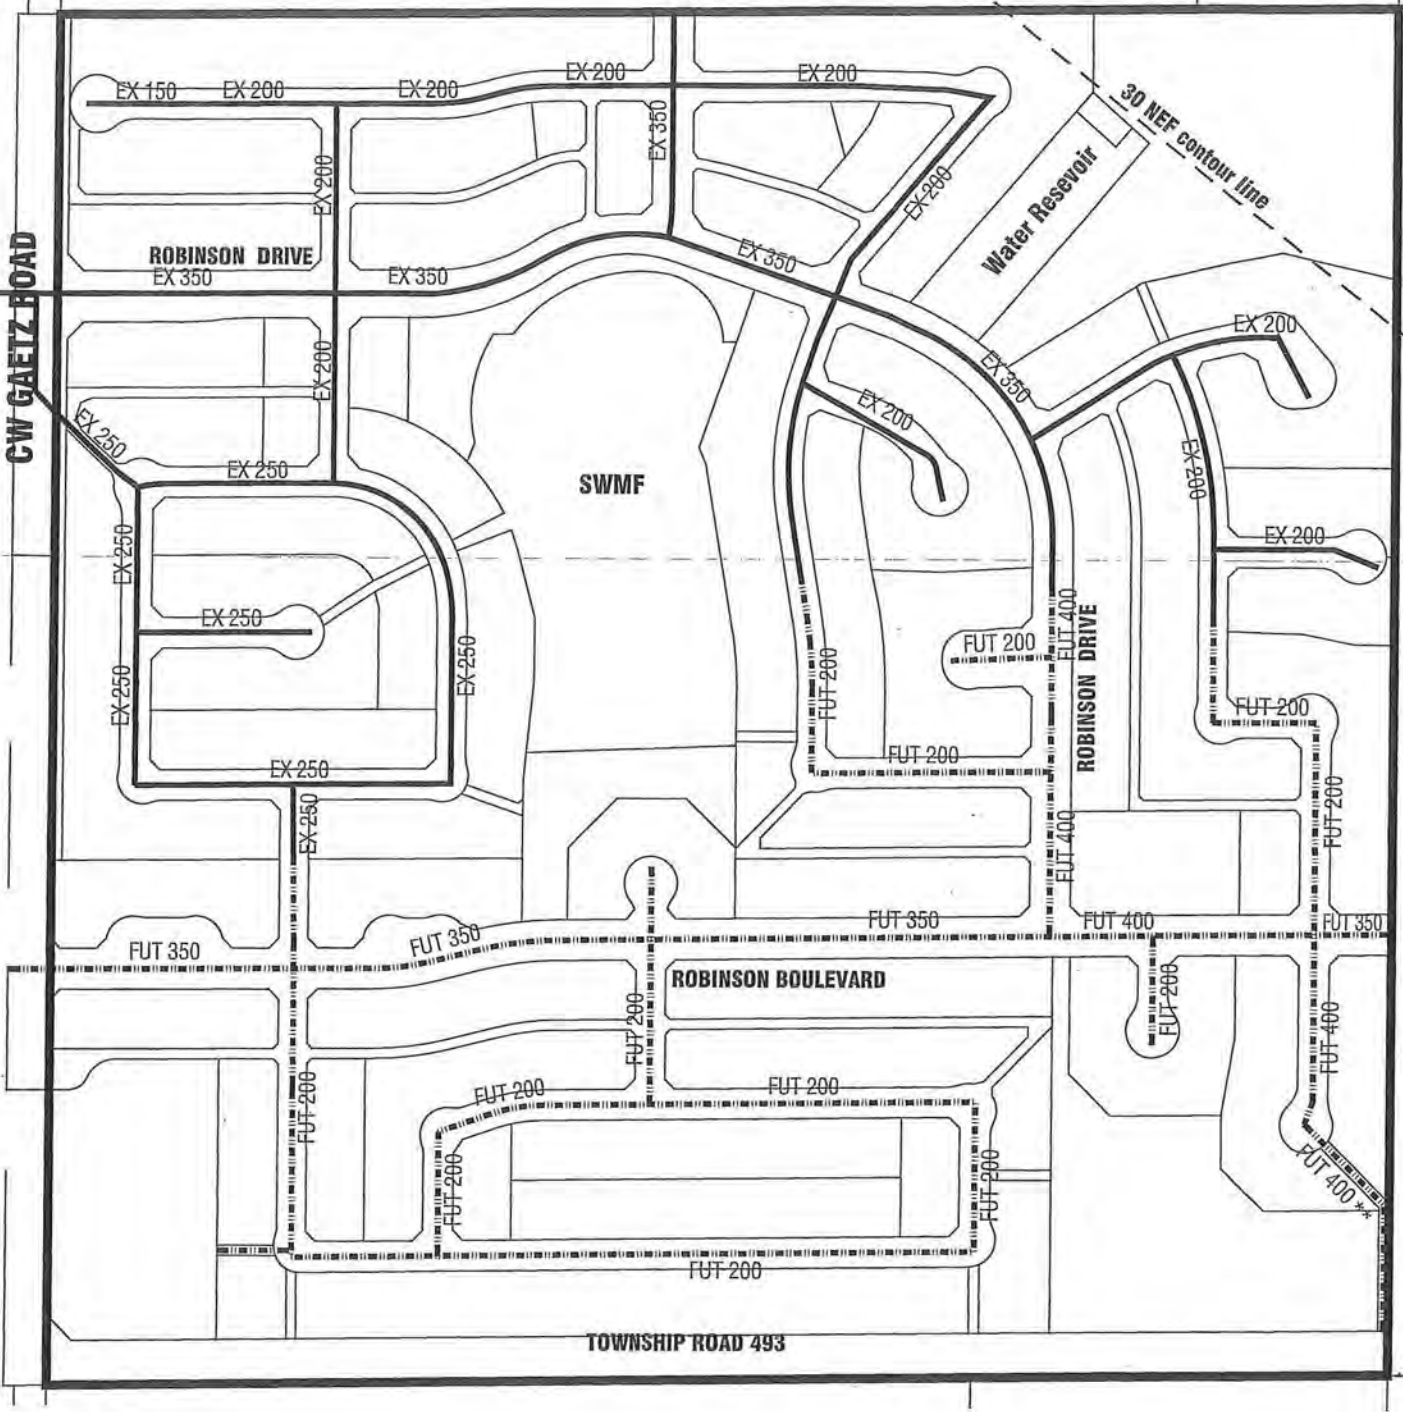 EX 150
EX 200
EX 200
EX 200
EX 200
30 NEF contour line
EX 350
EX 200
EX 200
Water Resevoir
ROBINSON DRIVE
EX 350
EX 350
EX 350
CW GAETZ ROAD
EX 200
EX 200
EX 350
EX 200
EX 250
EX 250
EX 200
SWMF
EX 250
EX 200
EX 250
FUT 400
ROBINSON DRIVE
FUT 200
EX 250
EX 250
FUT 200
FUT 200
FUT 200
EX 250
EX 250
FUT 200
FUT 400
FUT 350
FUT 350
FUT 350
FUT 400
FUT 350
ROBINSON BOULEVARD
FUT 200
FUT 200
FUT 400
FUT 200
FUT 200
FUT 200
FUT 200
FUT 200
FUT 400 **
FUT 200
TOWNSHIP ROAD 493